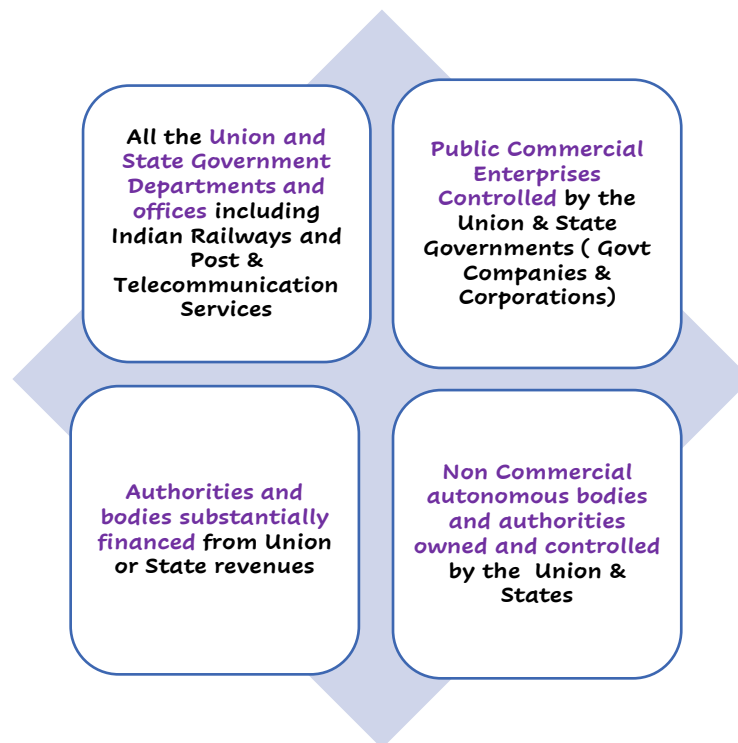 All the Union and
State Government
Departments and
offices including
Indian Railways and
Post &
Telecommunication
Services
Public Commercial
Enterprises
Controlled by the
Union & State
Governments ( Govt
Companies &
Corporations)
Authorities and
bodies substantially
financed from Union
or State revenues
Non Commercial
autonomous bodies
and authorities
owned and controlled
by the Union &
States